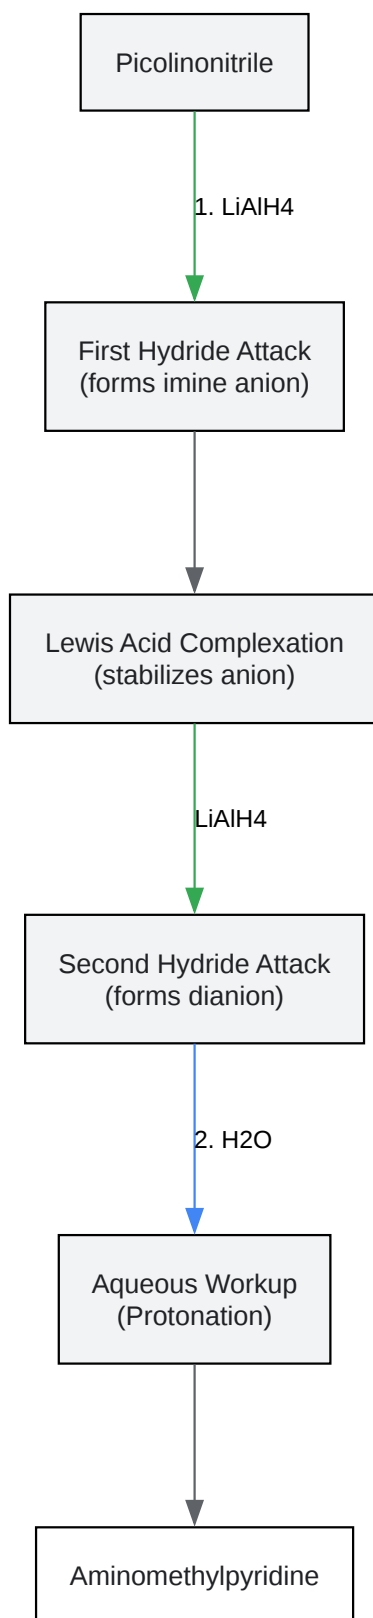 Picolinonitrile
1. LiAlH4
First Hydride Attack
(forms imine anion)
Lewis Acid Complexation
(stabilizes anion)
LiAlH4
Second Hydride Attack
(forms dianion)
2. H2O
Aqueous Workup
(Protonation)
Aminomethylpyridine